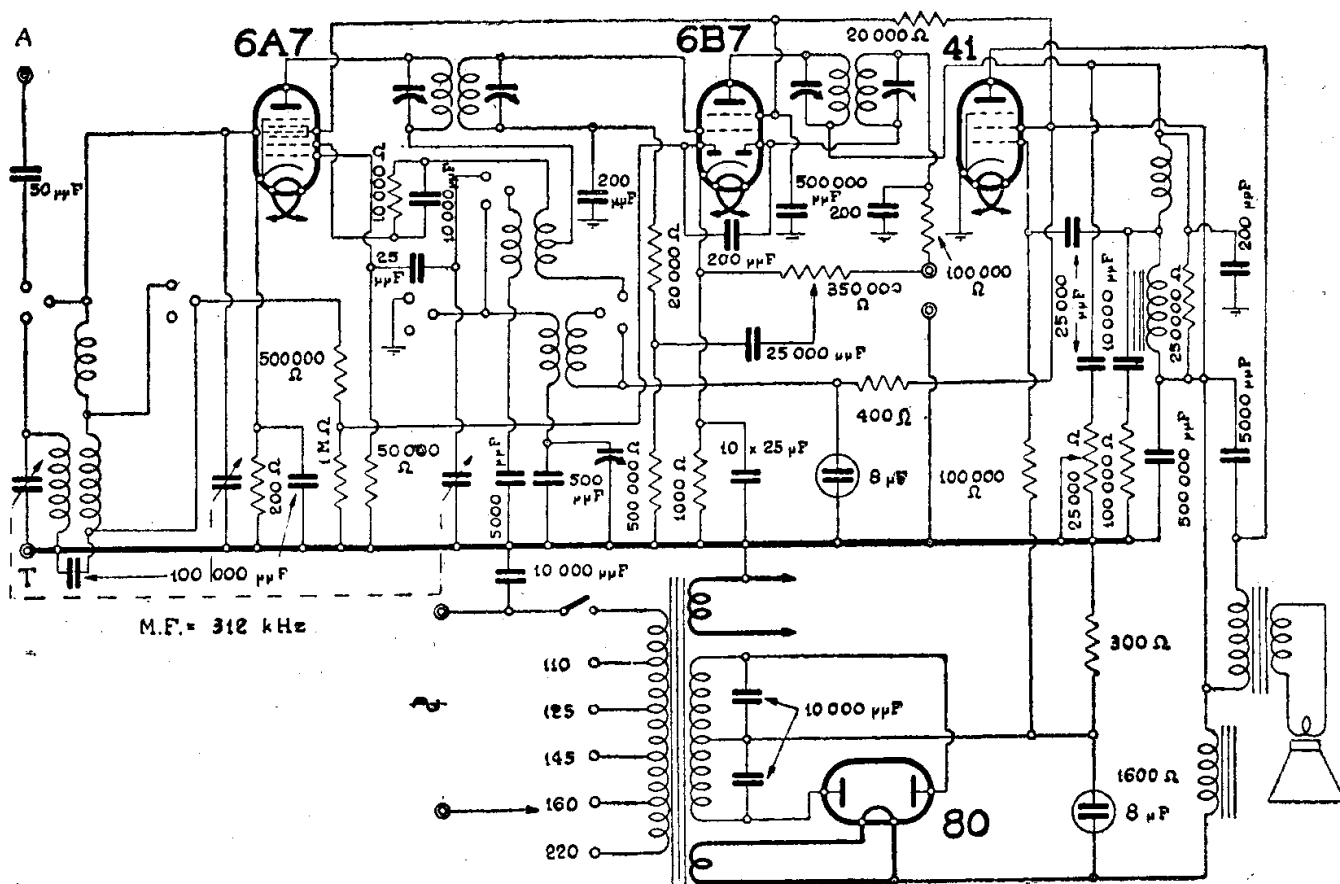 A
6A7
6B7
20 000 Ω
41
50 μμF
10 000 Ω
10 000 μμF
200 μμF
500 000 μμF
200
200 μμF
25 μμF
20 000 Ω
350 000 Ω
100 000 Ω
25 000 μμF
10 000 μμF
250 000 Ω
200 μμF
500 000 Ω
25 000 μμF
400 Ω
5000 μμF
200 Ω
1 MΩ
50 000 Ω
5000 μμF
500 μμF
500 000 Ω
1000 Ω
10 × 25 μF
8 μF
100 000 Ω
25 000 Ω
100 000 Ω
500 000 μμF
T
100 000 μμF
10 000 μμF
M.F. = 312 kHz
300 Ω
110
125
10 000 μμF
145
160
1600 Ω
8 μF
80
220